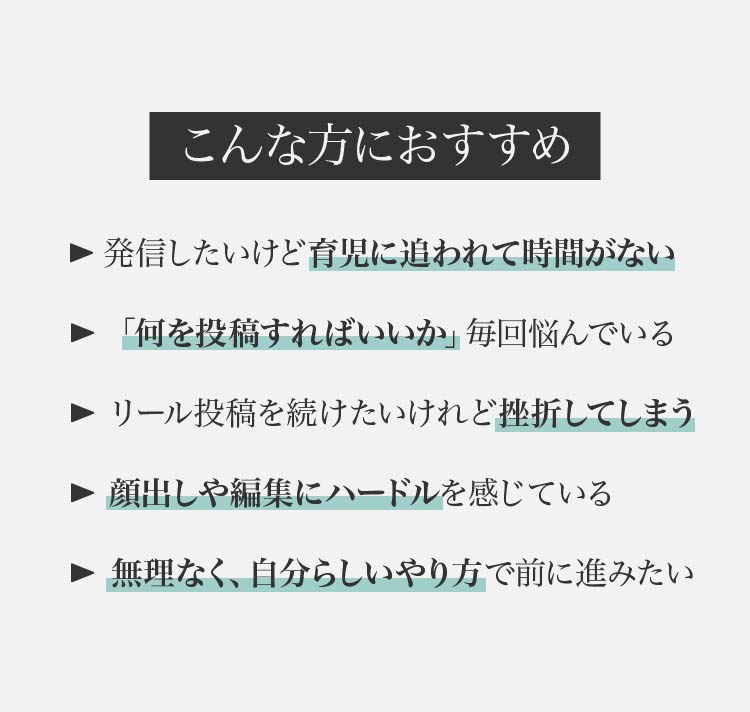 こんな方におすすめ
▶ 発信したいけど育児に追われて時間がない
▶ 「何を投稿すればいいか」毎回悩んでいる
▶ リール投稿を続けたいけれど挫折してしまう
▶ 顔出しや編集にハードルを感じている
▶ 無理なく、自分らしいやり方で前に進みたい